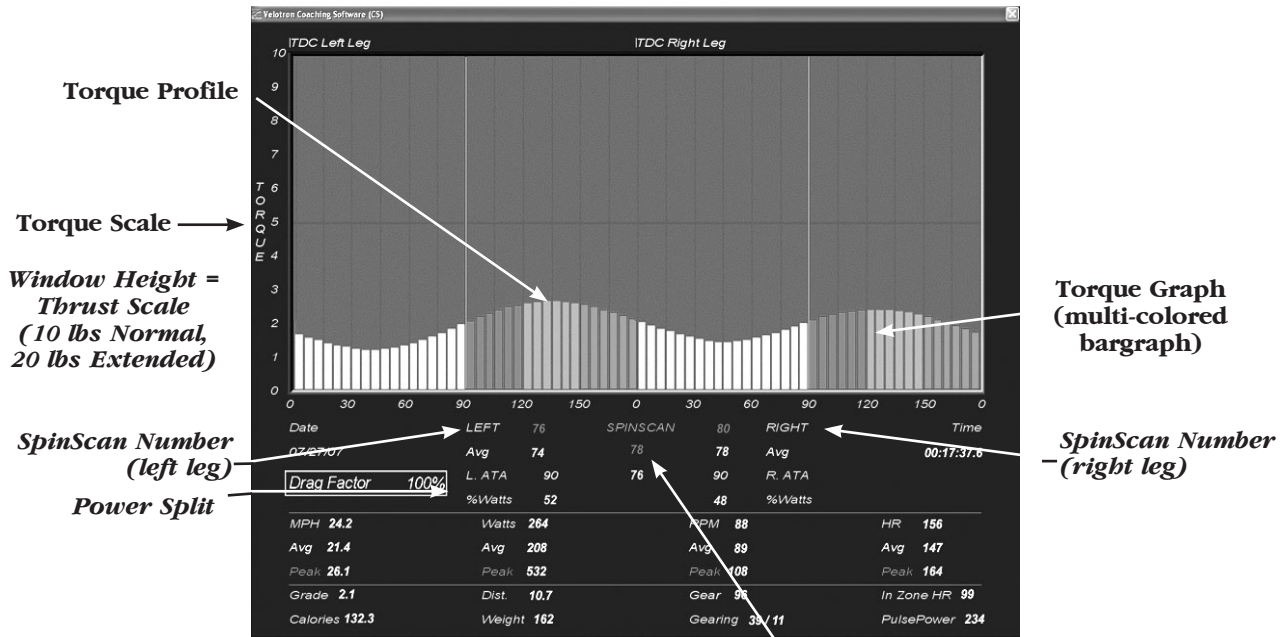 Velotron Coaching Software (CS)
|TDC Left Leg |TDC Right Leg
10
9
8
7
6
5
4
3
2
1
0
TORQUE
0 30 60 90 120 150 0 30 60 90 120 150 0
Torque Profile
Torque Scale
Window Height =
Thrust Scale
(10 lbs Normal,
20 lbs Extended)
Torque Graph
(multi-colored
bargraph)
SpinScan Number
(left leg)
Power Split
SpinScan Number
(right leg)
Date LEFT 76 SPINSCAN 80 RIGHT Time
07/27/07 Avg 74 78 78 Avg 00:17:37.6
Drag Factor 100% L. ATA 90 76 90 R. ATA
%Watts 52 48 %Watts
MPH 24.2 Watts 264 RPM 88 HR 156
Avg 21.4 Avg 208 Avg 89 Avg 147
Peak 26.1 Peak 532 Peak 108 Peak 164
Grade 2.1 Dist. 10.7 Gear 96 In Zone HR 99
Calories 132.3 Weight 162 Gearing 39 / 11 PulsePower 234